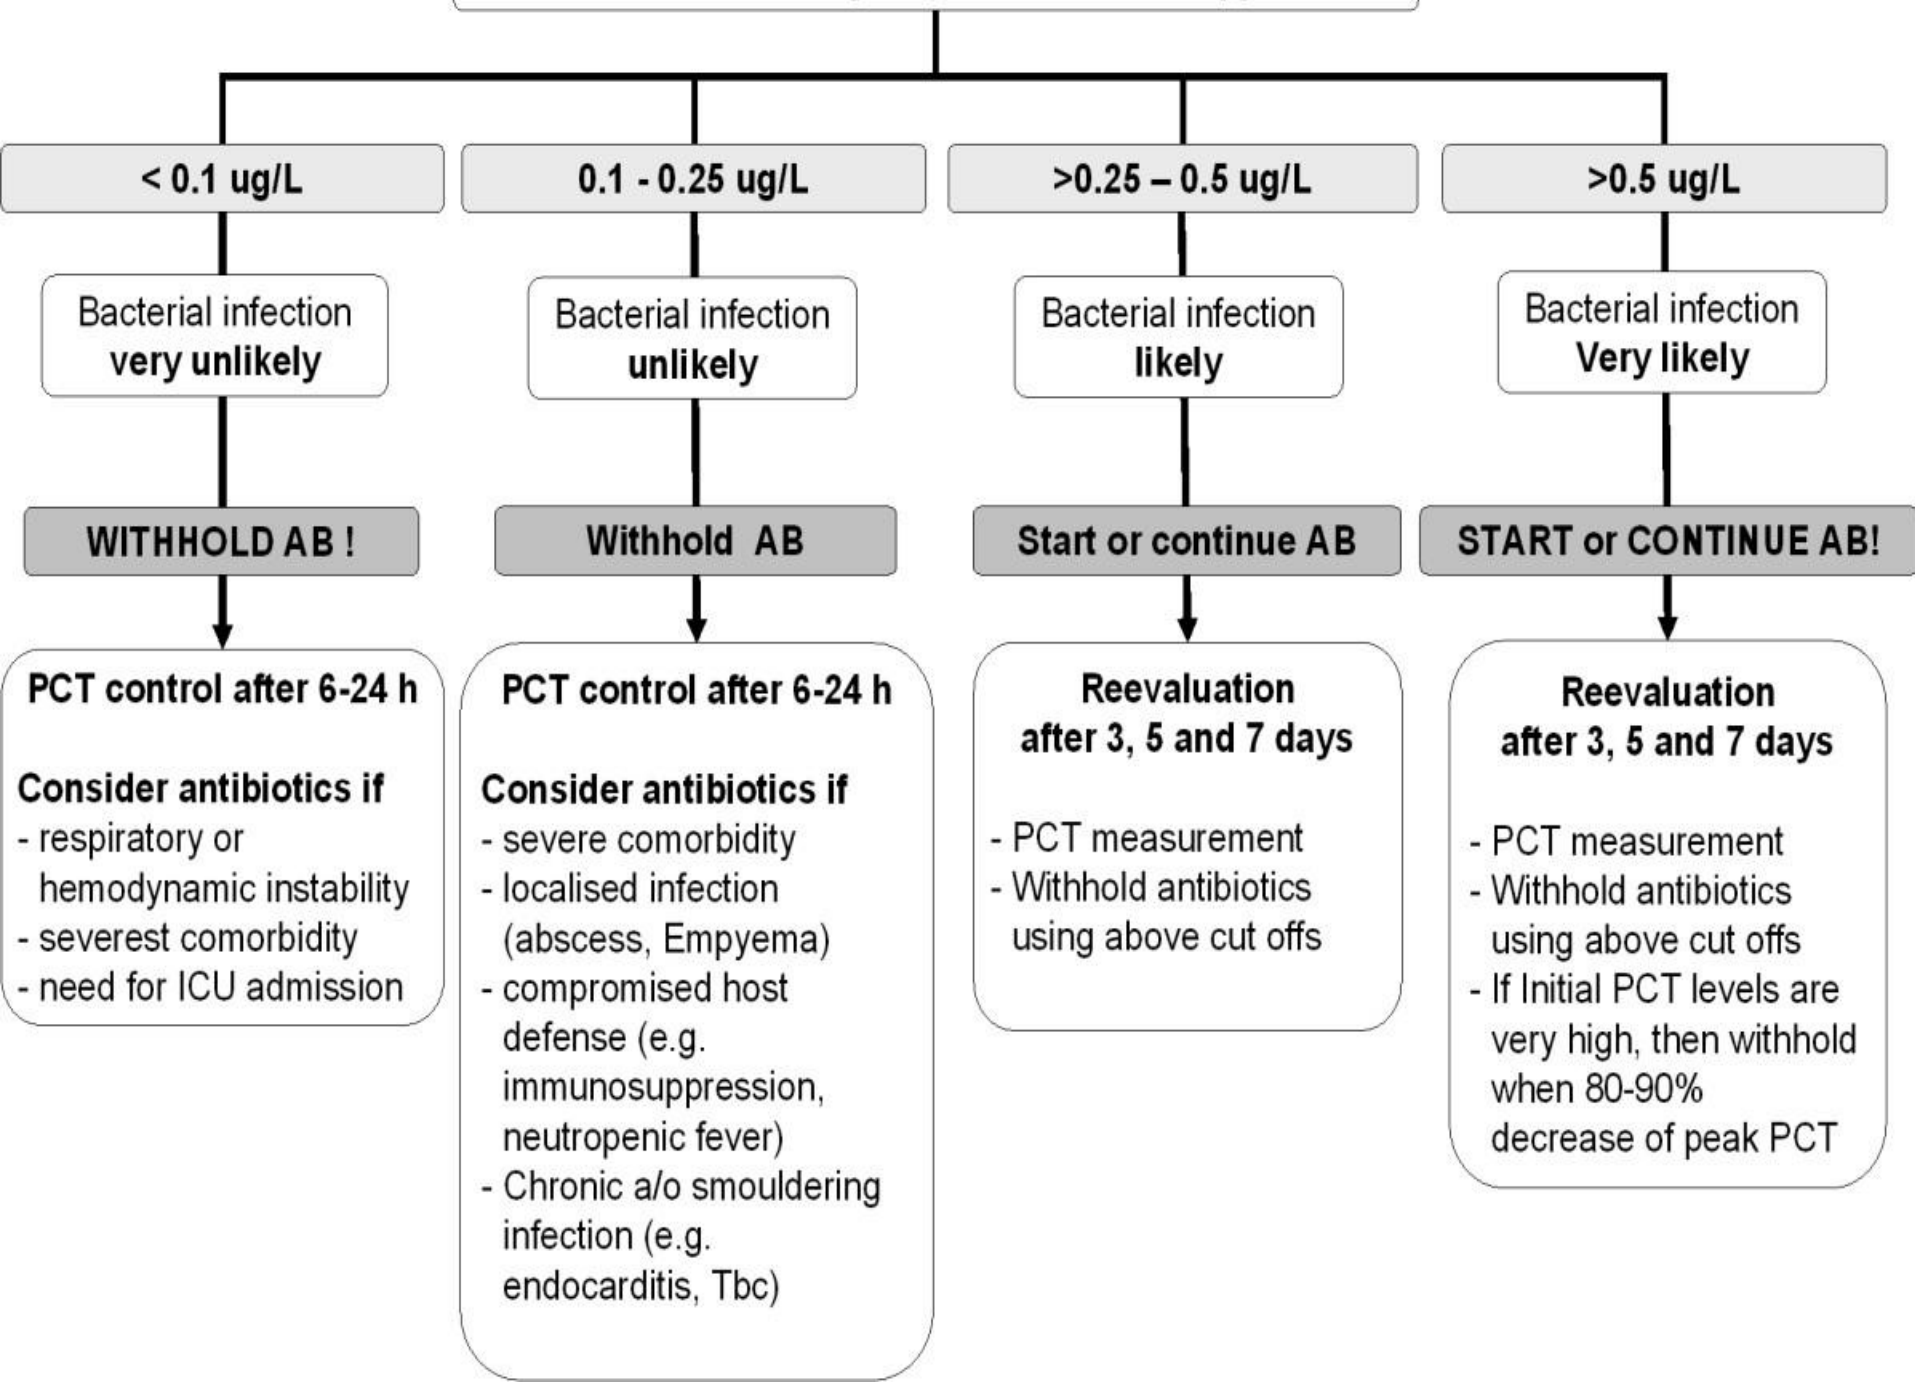 < 0.1 ug/L
0.1 - 0.25 ug/L
>0.25 – 0.5 ug/L
>0.5 ug/L
Bacterial infection
very unlikely
Bacterial infection
unlikely
Bacterial infection
likely
Bacterial infection
Very likely
WITHHOLD AB !
Withhold AB
Start or continue AB
START or CONTINUE AB!
PCT control after 6-24 h
Consider antibiotics if
- respiratory or
hemodynamic instability
- severest comorbidity
- need for ICU admission
PCT control after 6-24 h
Consider antibiotics if
- severe comorbidity
- localised infection
(abscess, Empyema)
- compromised host
defense (e.g.
immunosuppression,
neutropenic fever)
- Chronic a/o smouldering
infection (e.g.
endocarditis, Tbc)
Reevaluation
after 3, 5 and 7 days
- PCT measurement
- Withhold antibiotics
using above cut offs
Reevaluation
after 3, 5 and 7 days
- PCT measurement
- Withhold antibiotics
using above cut offs
- If Initial PCT levels are
very high, then withhold
when 80-90%
decrease of peak PCT